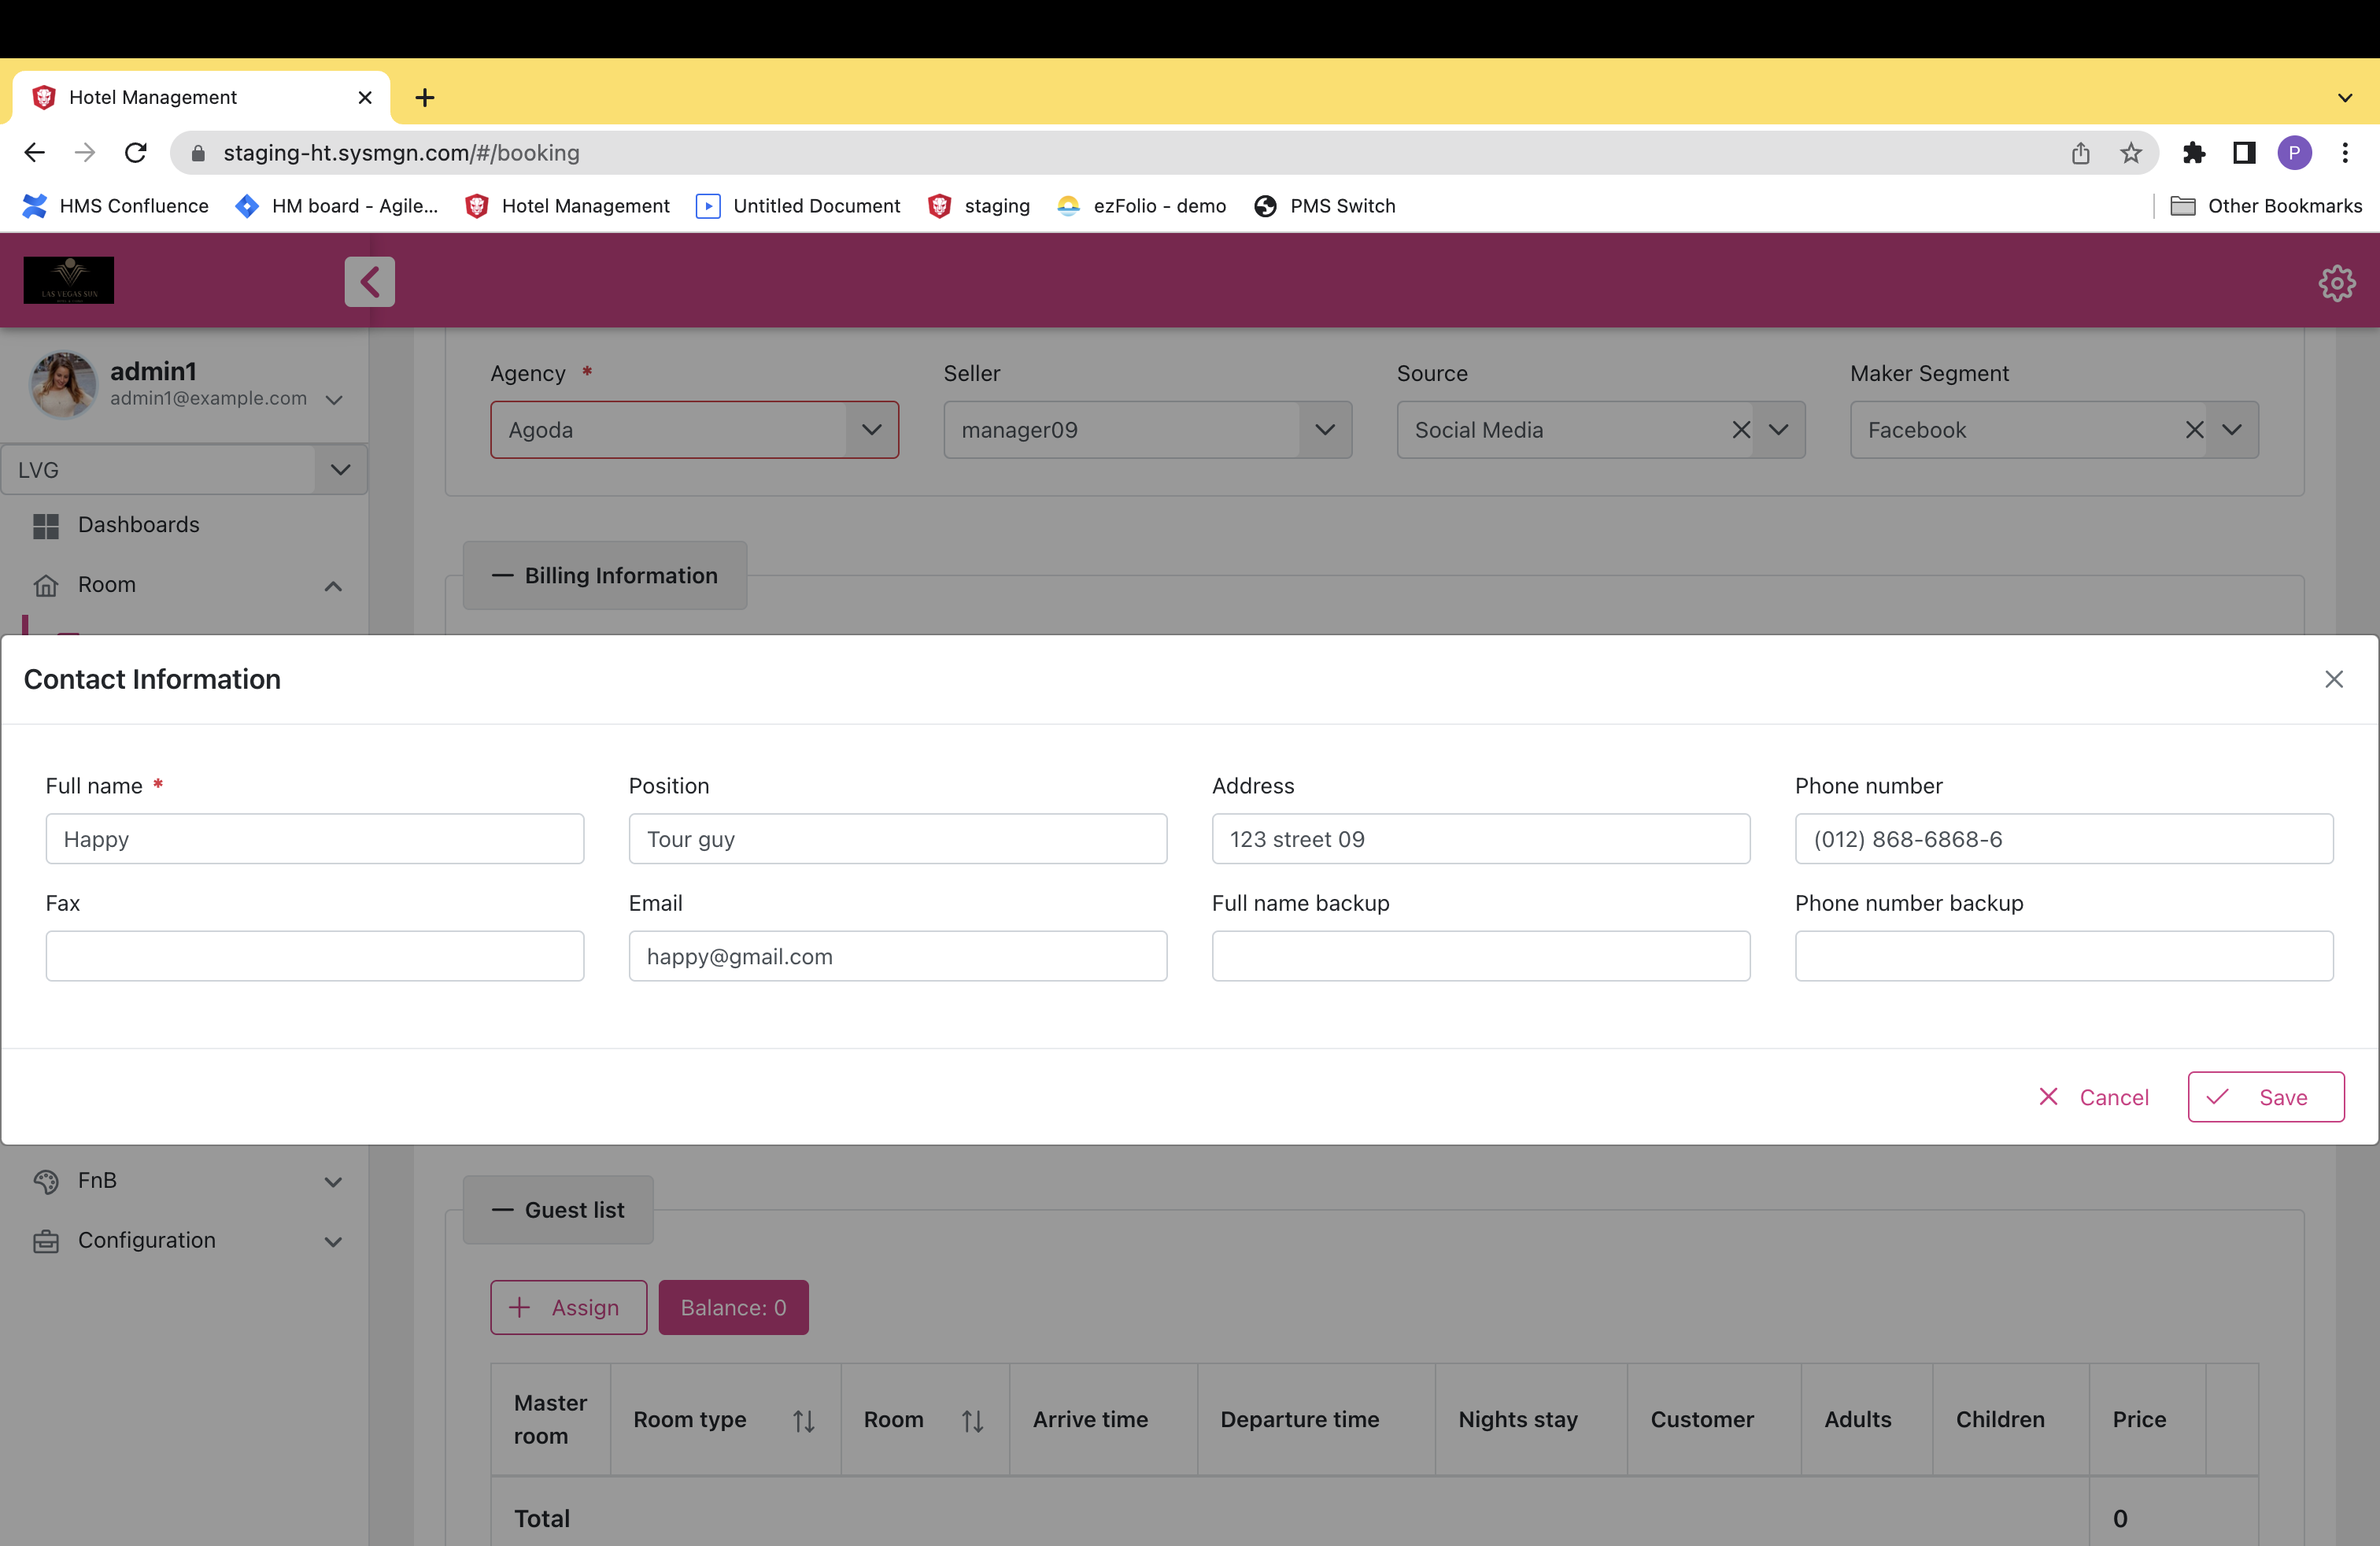 Hotel Management
staging-ht.sysmgn.com/#/booking
P
HMS Confluence HM board - Agile... Hotel Management Untitled Document staging ezFolio - demo PMS Switch Other Bookmarks
LAS VEGAS SUN
admin1
admin1@example.com
LVG
Dashboards
Room
Agency * Seller Source Maker Segment
Agoda manager09 Social Media Facebook
Billing Information
Contact Information
Full name * Position Address Phone number
Happy Tour guy 123 street 09 (012) 868-6868-6
Fax Email Full name backup Phone number backup
happy@gmail.com
Cancel Save
FnB
Configuration
Guest list
Assign Balance: 0
Master room Room type Room Arrive time Departure time Nights stay Customer Adults Children Price
Total 0